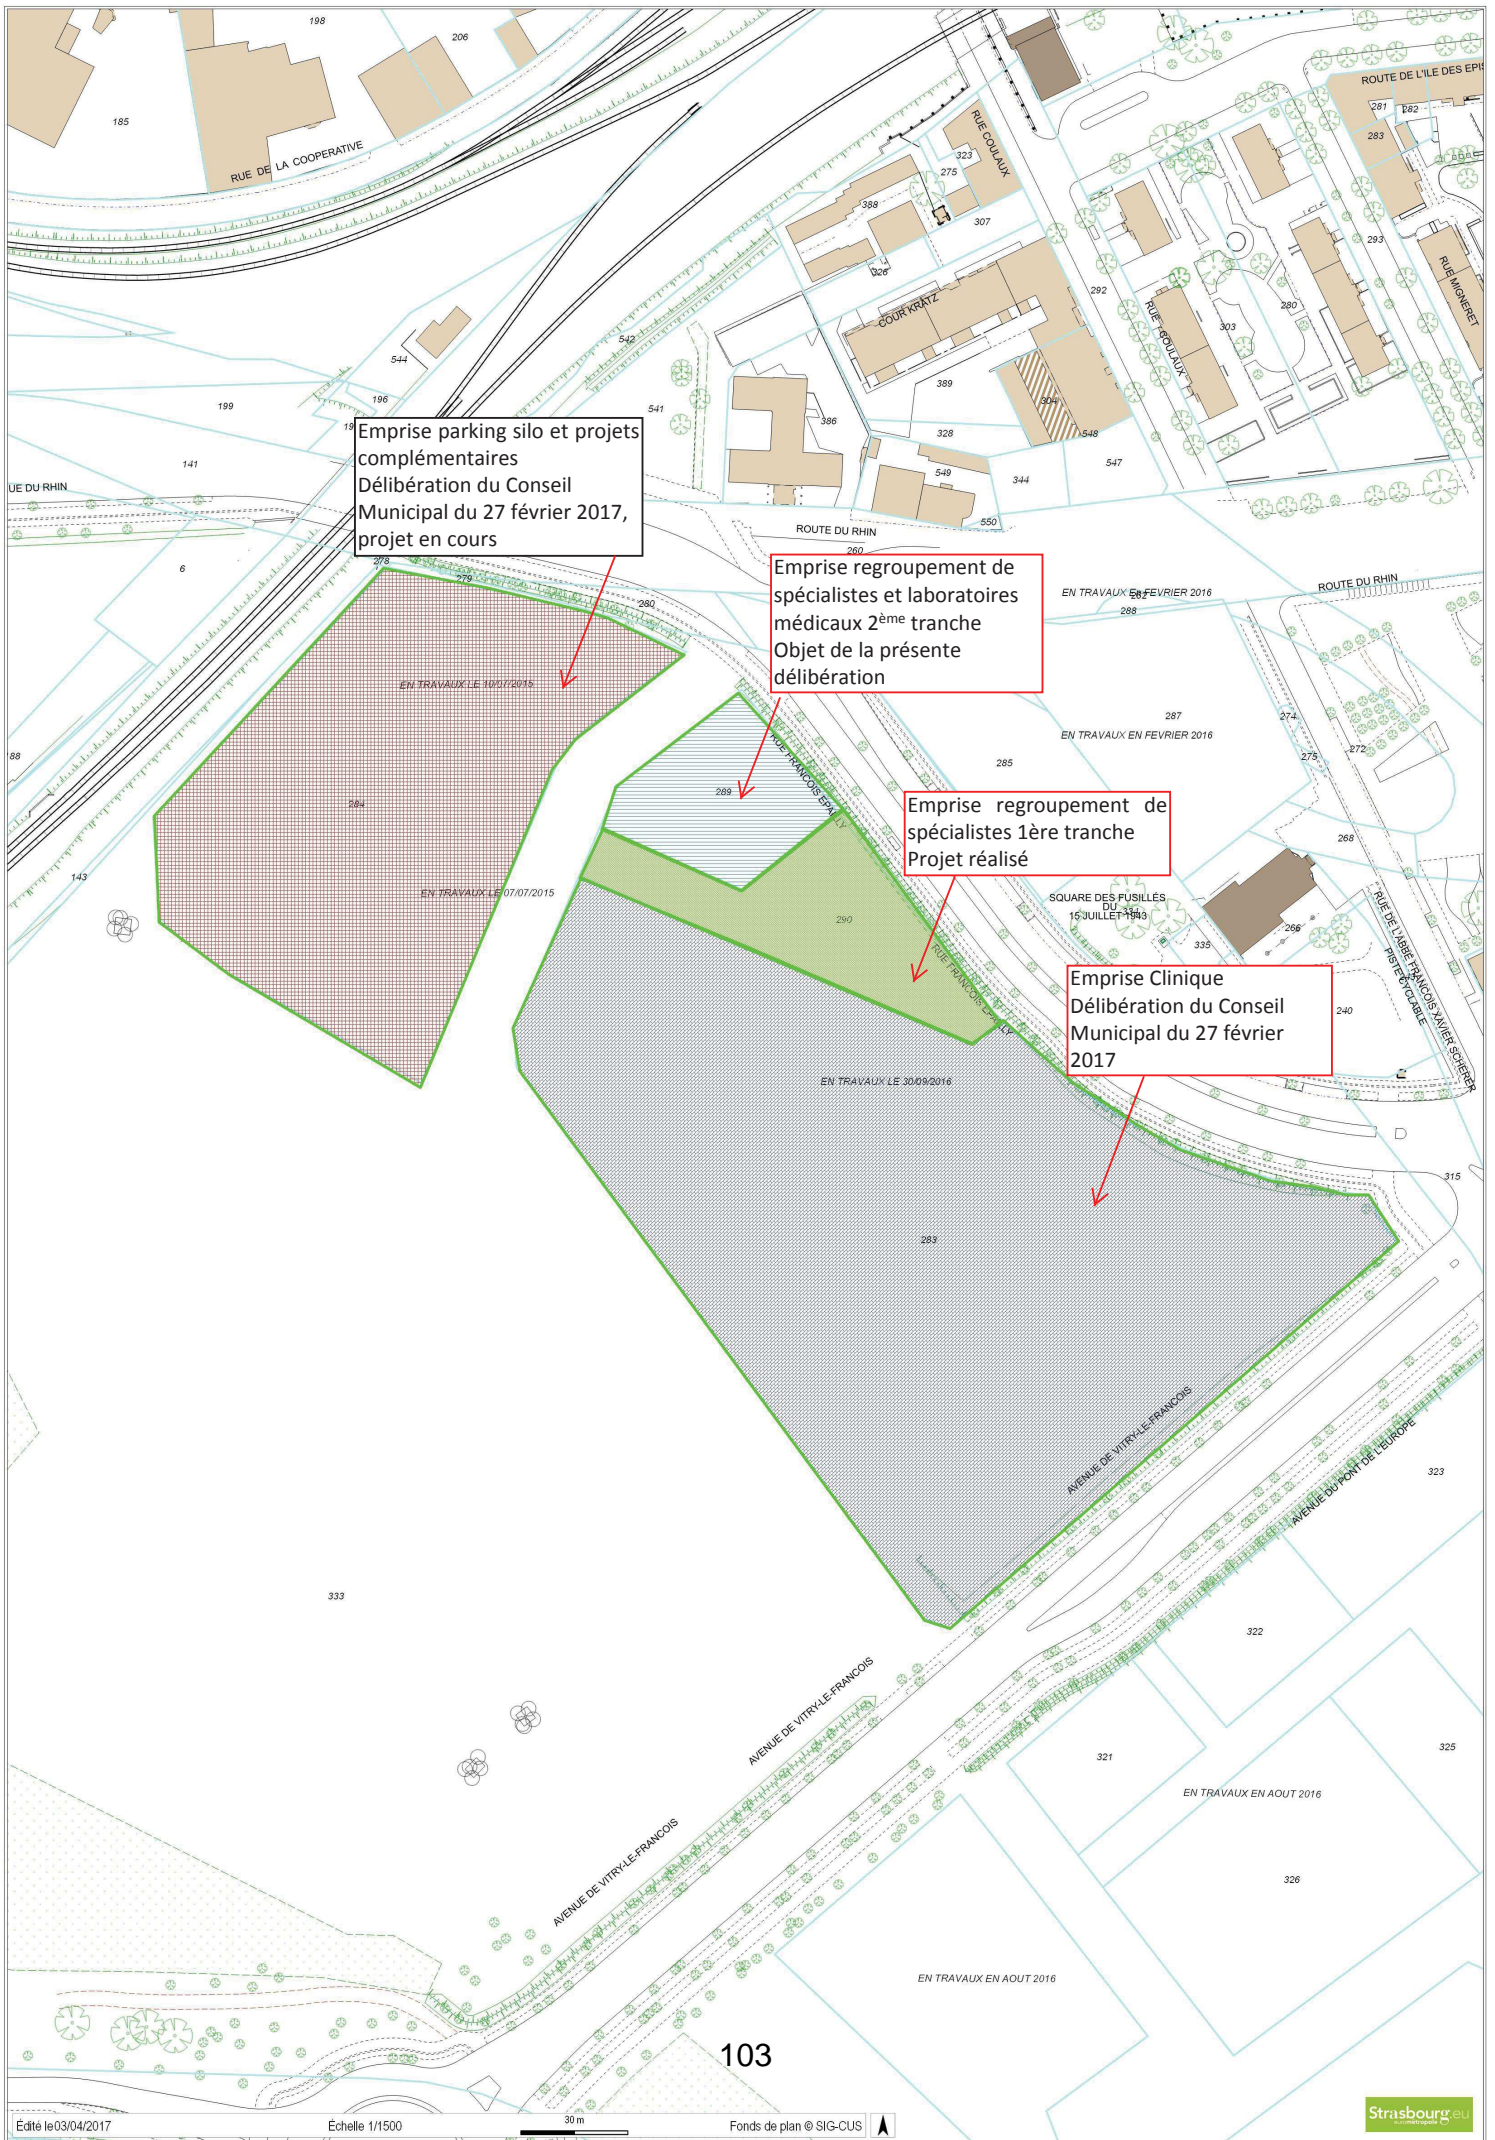 198
206
185
RUE DE LA COOPERATIVE
ROUTE DE L'ILE DES EPIS
281
282
283
RUE COULAUX
323
275
388
307
326
293
RUE MIGNERET
292
280
303
COUR KRATZ
RUE COULAUX
544
542
389
304
196
199
541
386
328
548
547
141
549
344
UE DU RHIN
550
ROUTE DU RHIN
260
Emprise parking silo et projets
complémentaires
Délibération du Conseil
Municipal du 27 février 2017,
projet en cours
6
278
279
280
Emprise regroupement de
spécialistes et laboratoires
médicaux 2ème tranche
Objet de la présente
délibération
EN TRAVAUX EN FEVRIER 2016
288
ROUTE DU RHIN
EN TRAVAUX LE 10/07/2015
287
274
EN TRAVAUX EN FEVRIER 2016
272
275
285
88
RUE FRANCOIS EPAILLY
289
284
Emprise regroupement de
spécialistes 1ère tranche
Projet réalisé
268
143
EN TRAVAUX LE 07/07/2015
SQUARE DES FUSILLÉS
DU
15 JUILLET 1943
335
266
290
RUE FRANCOIS EPAILLY
RUE DE L'ABBE FRANCOIS XAVIER SCHERER
PISTE CYCLABLE
240
Emprise Clinique
Délibération du Conseil
Municipal du 27 février
2017
EN TRAVAUX LE 30/09/2016
315
283
AVENUE DE VITRY-LE-FRANCOIS
AVENUE DU PONT DE L'EUROPE
323
333
322
AVENUE DE VITRY-LE-FRANCOIS
321
325
EN TRAVAUX EN AOUT 2016
326
AVENUE DE VITRY-LE-FRANCOIS
EN TRAVAUX EN AOUT 2016
103
Édité le03/04/2017
Échelle 1/1500
30 m
Fonds de plan © SIG-CUS
Strasbourg.eu
eurométropole